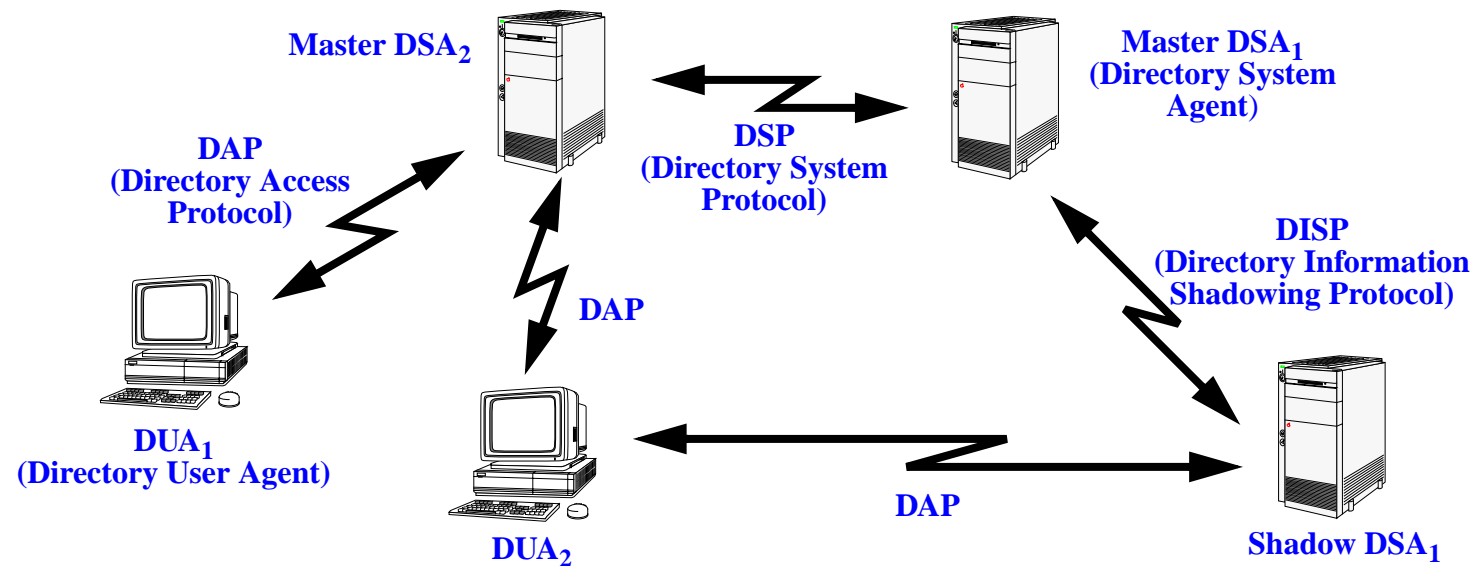 Master DSA2
Master DSA1
(Directory System
Agent)
DAP
(Directory Access
Protocol)
DSP
(Directory System
Protocol)
DISP
(Directory Information
Shadowing Protocol)
DAP
DUA1
(Directory User Agent)
DAP
DUA2
Shadow DSA1